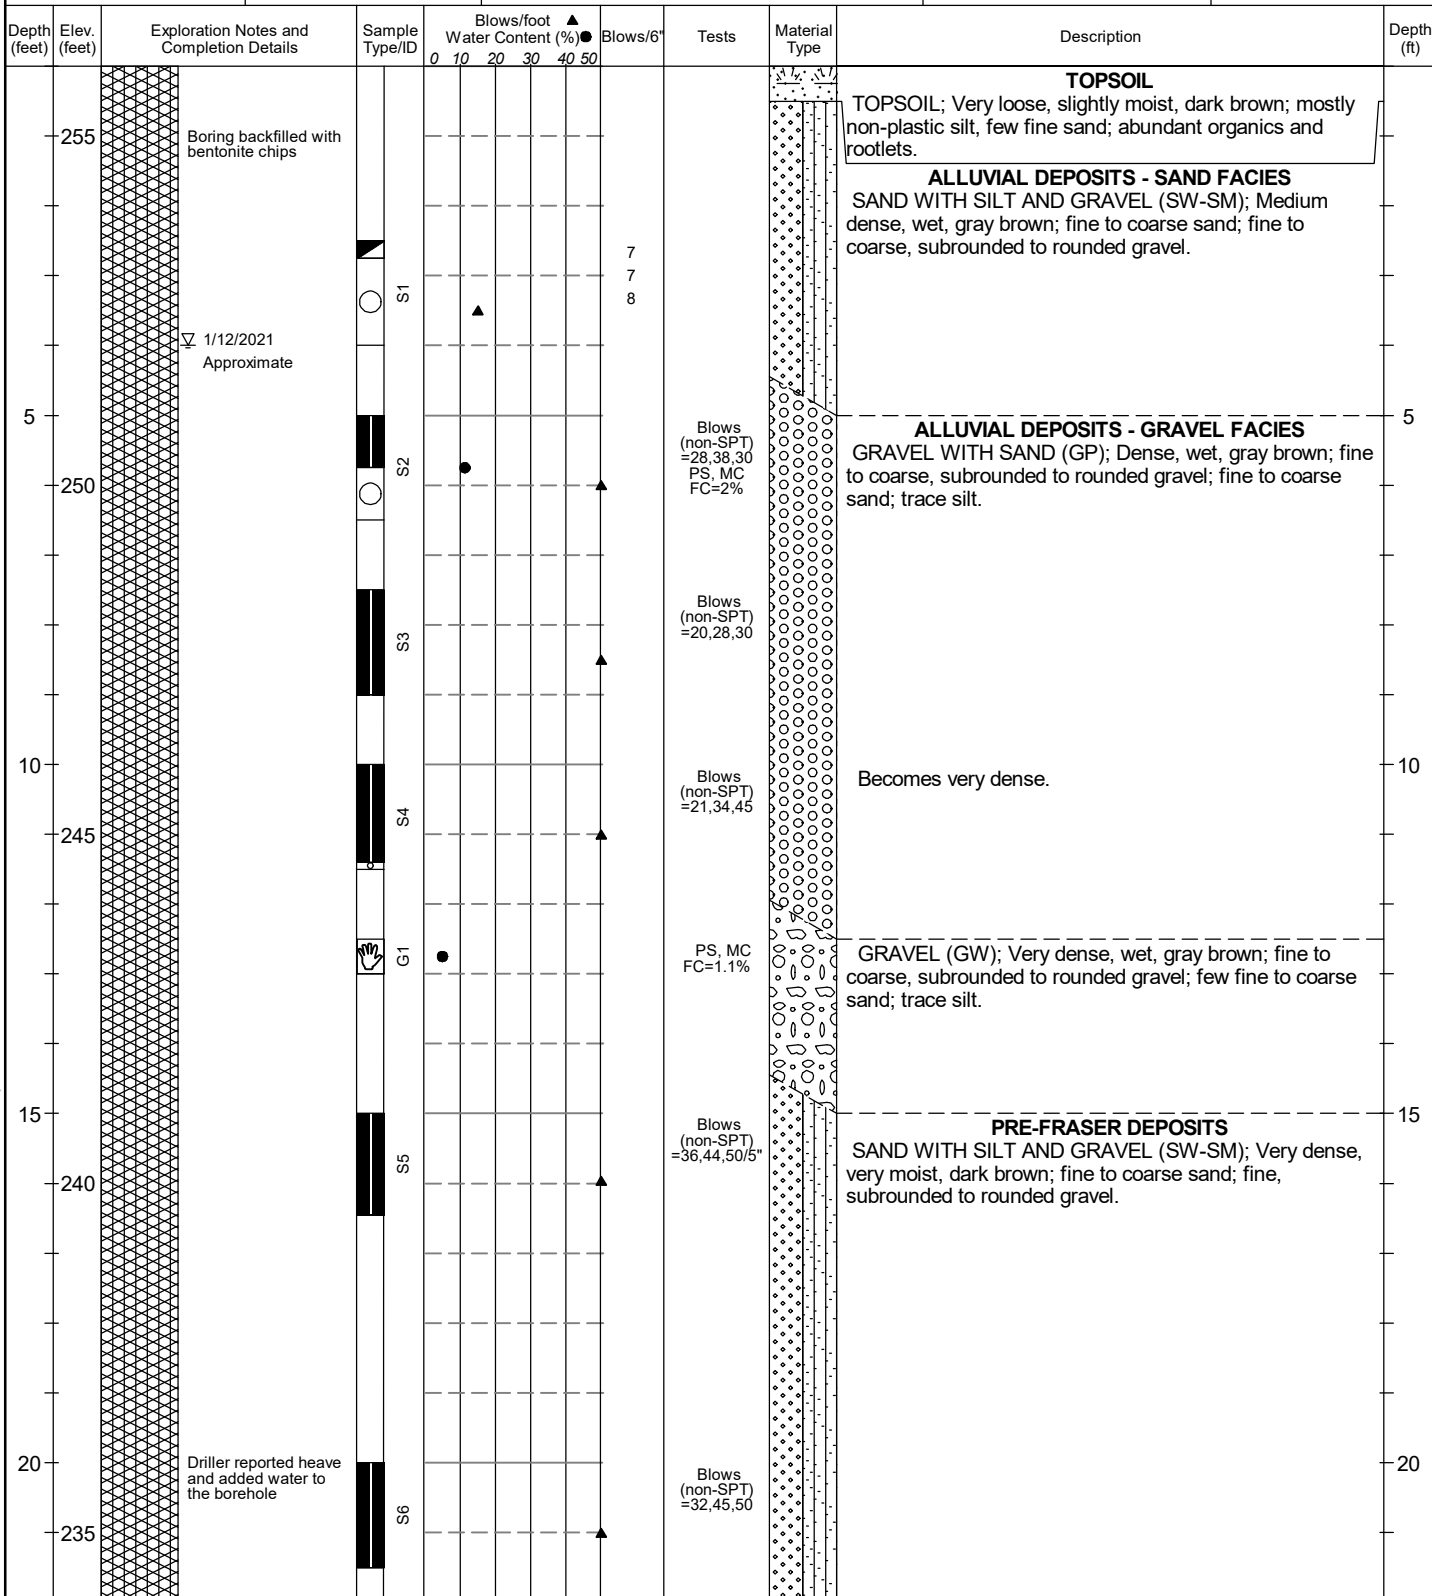 Depth
(feet)
Elev.
(feet)
Exploration Notes and
Completion Details
Sample
Type/ID
Blows/foot ▲
Water Content (%) ●
0 10 20 30 40 50
Blows/6"
Tests
Material
Type
Description
Depth
(ft)
TOPSOIL
TOPSOIL; Very loose, slightly moist, dark brown; mostly
non-plastic silt, few fine sand; abundant organics and
rootlets.
255
Boring backfilled with
bentonite chips
ALLUVIAL DEPOSITS - SAND FACIES
SAND WITH SILT AND GRAVEL (SW-SM); Medium
dense, wet, gray brown; fine to coarse sand; fine to
coarse, subrounded to rounded gravel.
S1
7
7
8
1/12/2021
Approximate
5
5
ALLUVIAL DEPOSITS - GRAVEL FACIES
GRAVEL WITH SAND (GP); Dense, wet, gray brown; fine
to coarse, subrounded to rounded gravel; fine to coarse
sand; trace silt.
S2
Blows
(non-SPT)
=28,38,30
PS, MC
FC=2%
250
S3
Blows
(non-SPT)
=20,28,30
10
10
S4
Blows
(non-SPT)
=21,34,45
Becomes very dense.
245
G1
PS, MC
FC=1.1%
GRAVEL (GW); Very dense, wet, gray brown; fine to
coarse, subrounded to rounded gravel; few fine to coarse
sand; trace silt.
15
15
S5
Blows
(non-SPT)
=36,44,50/5"
PRE-FRASER DEPOSITS
SAND WITH SILT AND GRAVEL (SW-SM); Very dense,
very moist, dark brown; fine to coarse sand; fine,
subrounded to rounded gravel.
240
20
20
Driller reported heave
and added water to
the borehole
S6
Blows
(non-SPT)
=32,45,50
235